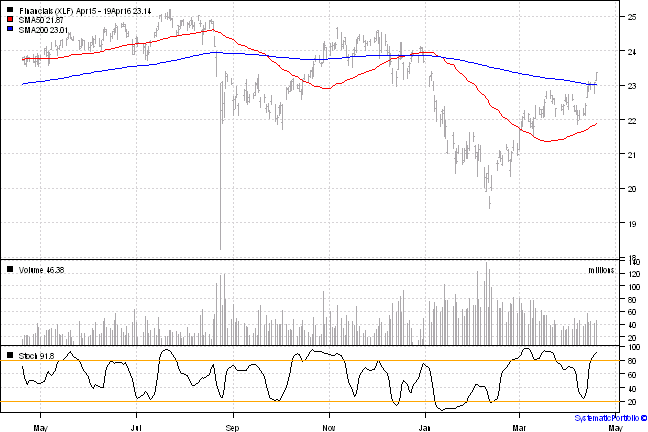 Financials (XLF) Apr15 - 19Apr16 23.14
SMA50 21.87
SMA200 23.01
25
24
23
22
21
20
19
18
Volume 46.38
millions
140
120
100
80
60
40
20
Stoch 91.8
100
80
60
40
20
May Jul Sep Nov Jan Mar May
SystematicPortfolio ©